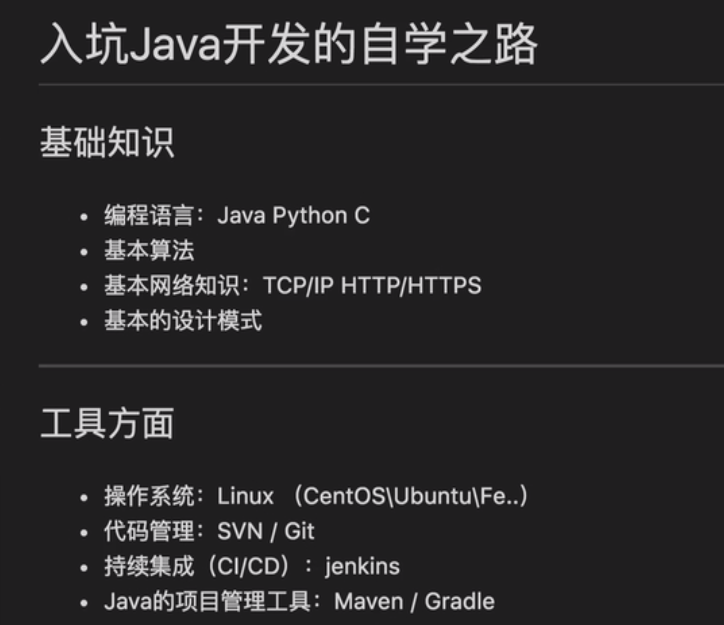 入坑Java开发的自学之路
基础知识
• 编程语言：Java Python C
• 基本算法
• 基本网络知识：TCP/IP HTTP/HTTPS
• 基本的设计模式
工具方面
• 操作系统：Linux （CentOS\Ubuntu\Fe..）
• 代码管理：SVN / Git
• 持续集成（CI/CD）：jenkins
• Java的项目管理工具：Maven / Gradle